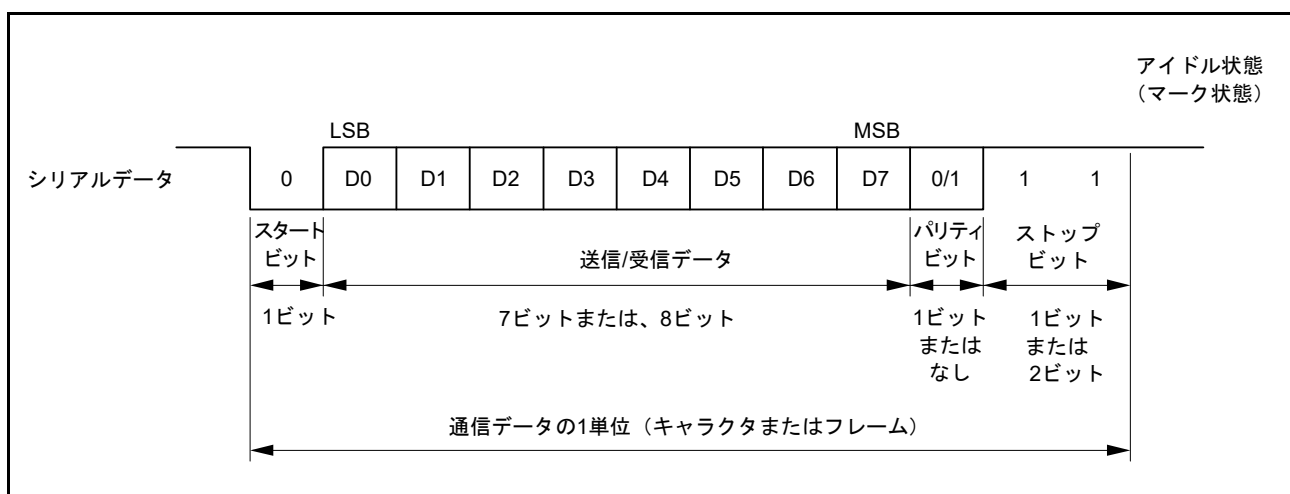 アイドル状態
（マーク状態）
LSB MSB
シリアルデータ 0 D0 D1 D2 D3 D4 D5 D6 D7 0/1 1 1
スタート
ビット
送信/受信データ
パリティ
ビット
ストップ
ビット
1ビット
7ビットまたは、8ビット
1ビット
または
なし
1ビット
または
2ビット
通信データの1単位（キャラクタまたはフレーム）